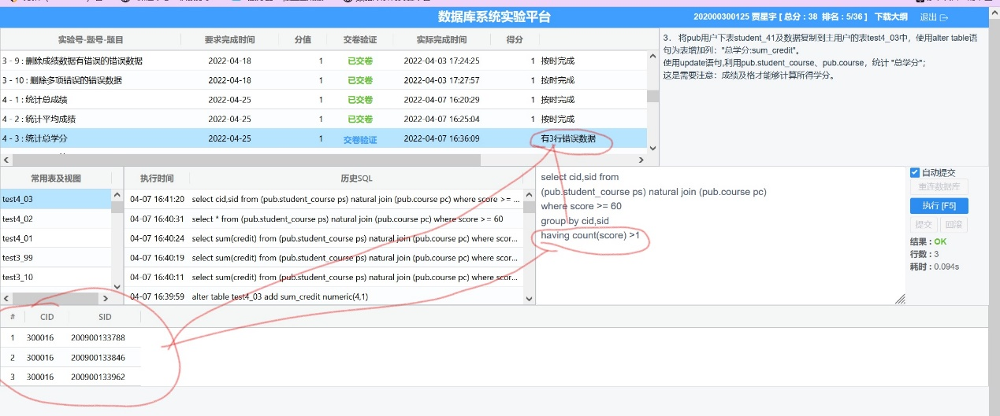 数据库系统实验平台
202000300125 贾星宇 [ 总分 : 38 排名 : 5/36 ] 下载大纲 退出
实验号-题号-题目 要求完成时间 分值 交卷验证 实际完成时间 得分
3 - 9 : 删除成绩数据有错误的错误数据 2022-04-18 1 已交卷 2022-04-03 17:24:25 1 按时完成
3 - 10 : 删除多项错误的错误数据 2022-04-18 1 已交卷 2022-04-03 17:27:57 1 按时完成
4 - 1 : 统计总成绩 2022-04-25 1 已交卷 2022-04-07 16:20:29 1 按时完成
4 - 2 : 统计平均成绩 2022-04-25 1 已交卷 2022-04-07 16:25:04 1 按时完成
4 - 3 : 统计总学分 2022-04-25 1 交卷验证 2022-04-07 16:36:09 有3行错误数据
3． 将pub用户下表student_41及数据复制到主用户的表test4_03中，使用alter table语
句为表增加列："总学分:sum_credit"。
使用update语句,利用pub.student_course、pub.course，统计 "总学分"；
这是需要注意：成绩及格才能够计算所得学分。
常用表及视图
test4_03
test4_02
test4_01
test3_99
test3_10
执行时间 历史SQL
04-07 16:41:20 select cid,sid from (pub.student_course ps) natural join (pub.course pc) where score >= ...
04-07 16:40:31 select * from (pub.student_course ps) natural join (pub.course pc) where score >= 60
04-07 16:40:24 select sum(credit) from (pub.student_course ps) natural join (pub.course pc) where scor...
04-07 16:40:19 select sum(credit) from (pub.student_course ps) natural join (pub.course pc) where scor...
04-07 16:40:11 select sum(credit) from (pub.student_course ps) natural join (pub.course pc) where scor...
04-07 16:39:59 alter table test4_03 add sum_credit numeric(4,1)
select cid,sid from
(pub.student_course ps) natural join (pub.course pc)
where score >= 60
group by cid,sid
having count(score) >1
自动提交
重连数据库
执行 [F5]
提交 回滚
结果 : OK
行数 : 3
耗时 : 0.094s
# CID SID
1 300016 200900133788
2 300016 200900133846
3 300016 200900133962